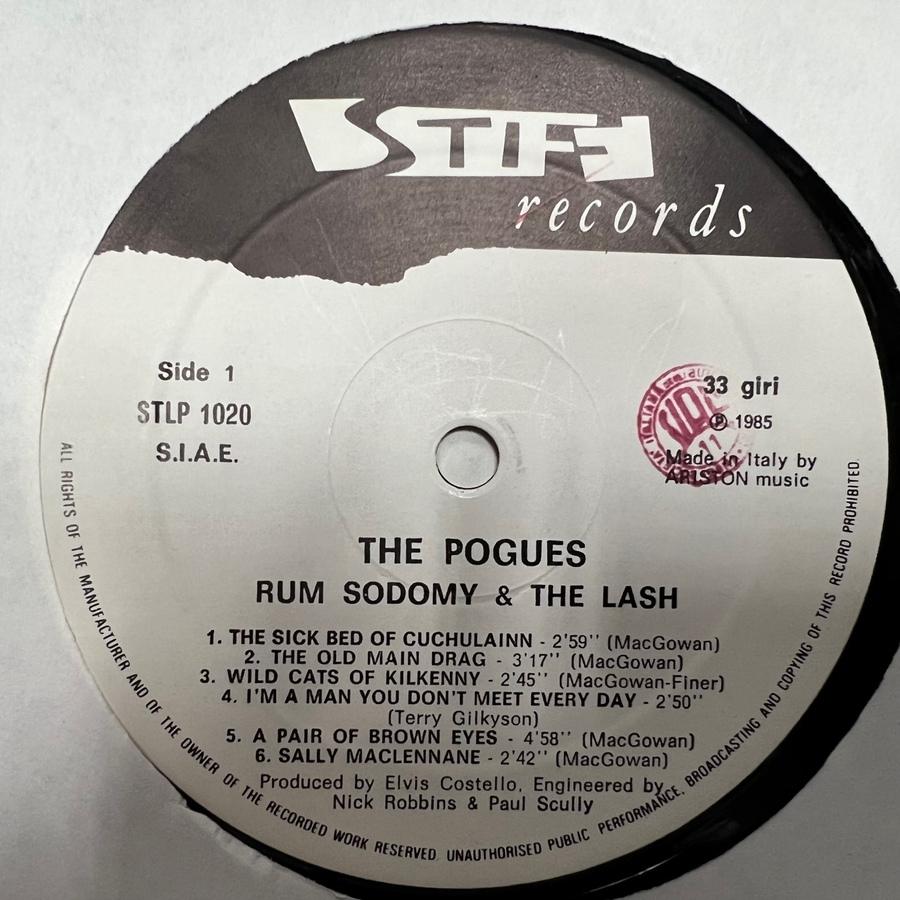 STIFF
records
Side 1
STLP 1020
S.I.A.E.
33 giri
Ⓟ 1985
Made in Italy by
ARISTON music
THE POGUES
RUM SODOMY & THE LASH
1. THE SICK BED OF CUCHULAINN - 2'59'' (MacGowan)
2. THE OLD MAIN DRAG - 3'17'' (MacGowan)
3. WILD CATS OF KILKENNY - 2'45'' (MacGowan-Finer)
4. I'M A MAN YOU DON'T MEET EVERY DAY - 2'50''
(Terry Gilkyson)
5. A PAIR OF BROWN EYES - 4'58'' (MacGowan)
6. SALLY MACLENNANE - 2'42'' (MacGowan)
Produced by Elvis Costello, Engineered by
Nick Robbins & Paul Scully
ALL RIGHTS OF THE MANUFACTURER AND OF THE OWNER OF THE RECORDED WORK RESERVED. UNAUTHORISED PUBLIC PERFORMANCE, BROADCASTING AND COPYING OF THIS RECORD PROHIBITED.